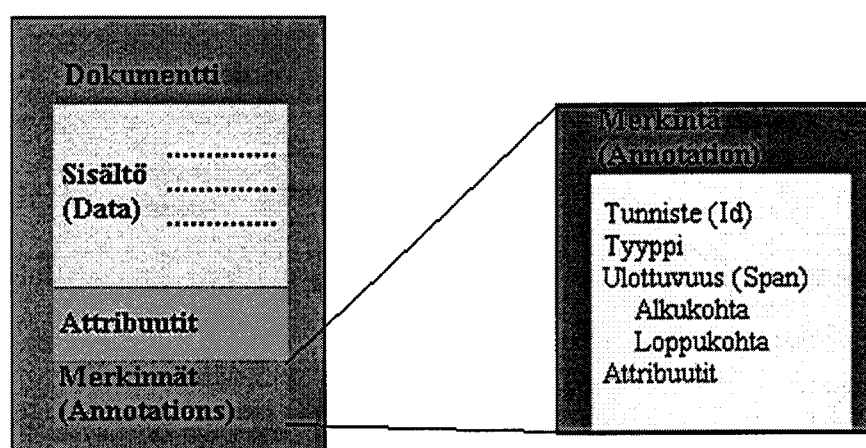 Dokumentti
Sisältö
(Data)
Attribuutit
Merkinnät
(Annotations)
Merkintä
(Annotation)
Tunniste (Id)
Tyyppi
Ulottuvuus (Span)
Alkukohta
Loppukohta
Attribuutit